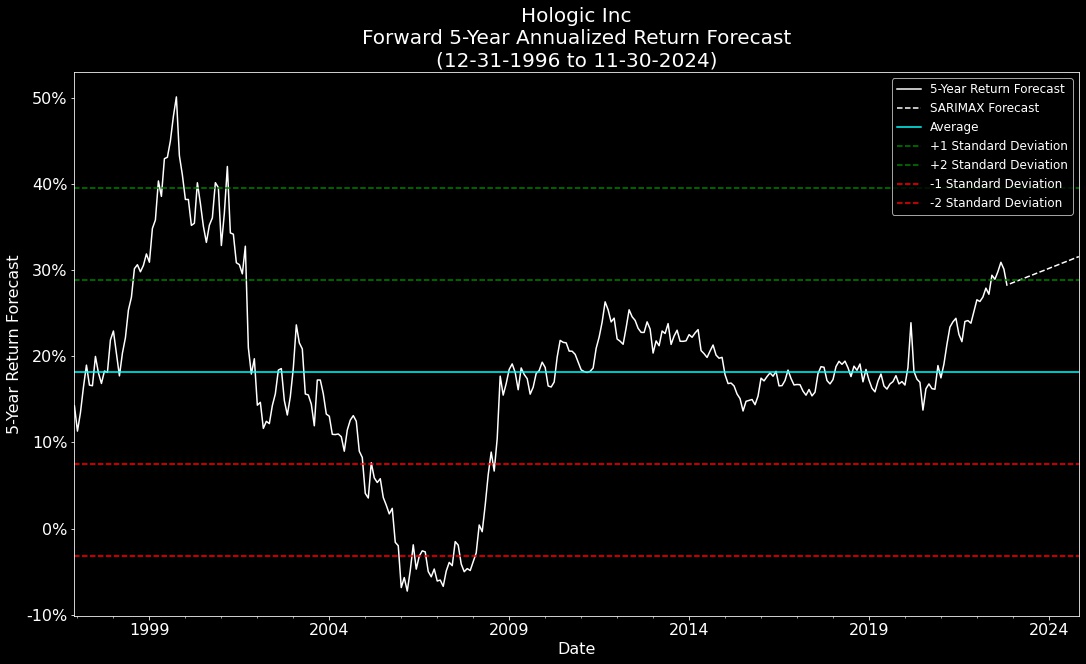 Hologic Inc
Forward 5-Year Annualized Return Forecast
(12-31-1996 to 11-30-2024)
5-Year Return Forecast
SARIMAX Forecast
Average
+1 Standard Deviation
+2 Standard Deviation
-1 Standard Deviation
-2 Standard Deviation
5-Year Return Forecast
50%
40%
30%
20%
10%
0%
-10%
1999
2004
2009
2014
2019
2024
Date